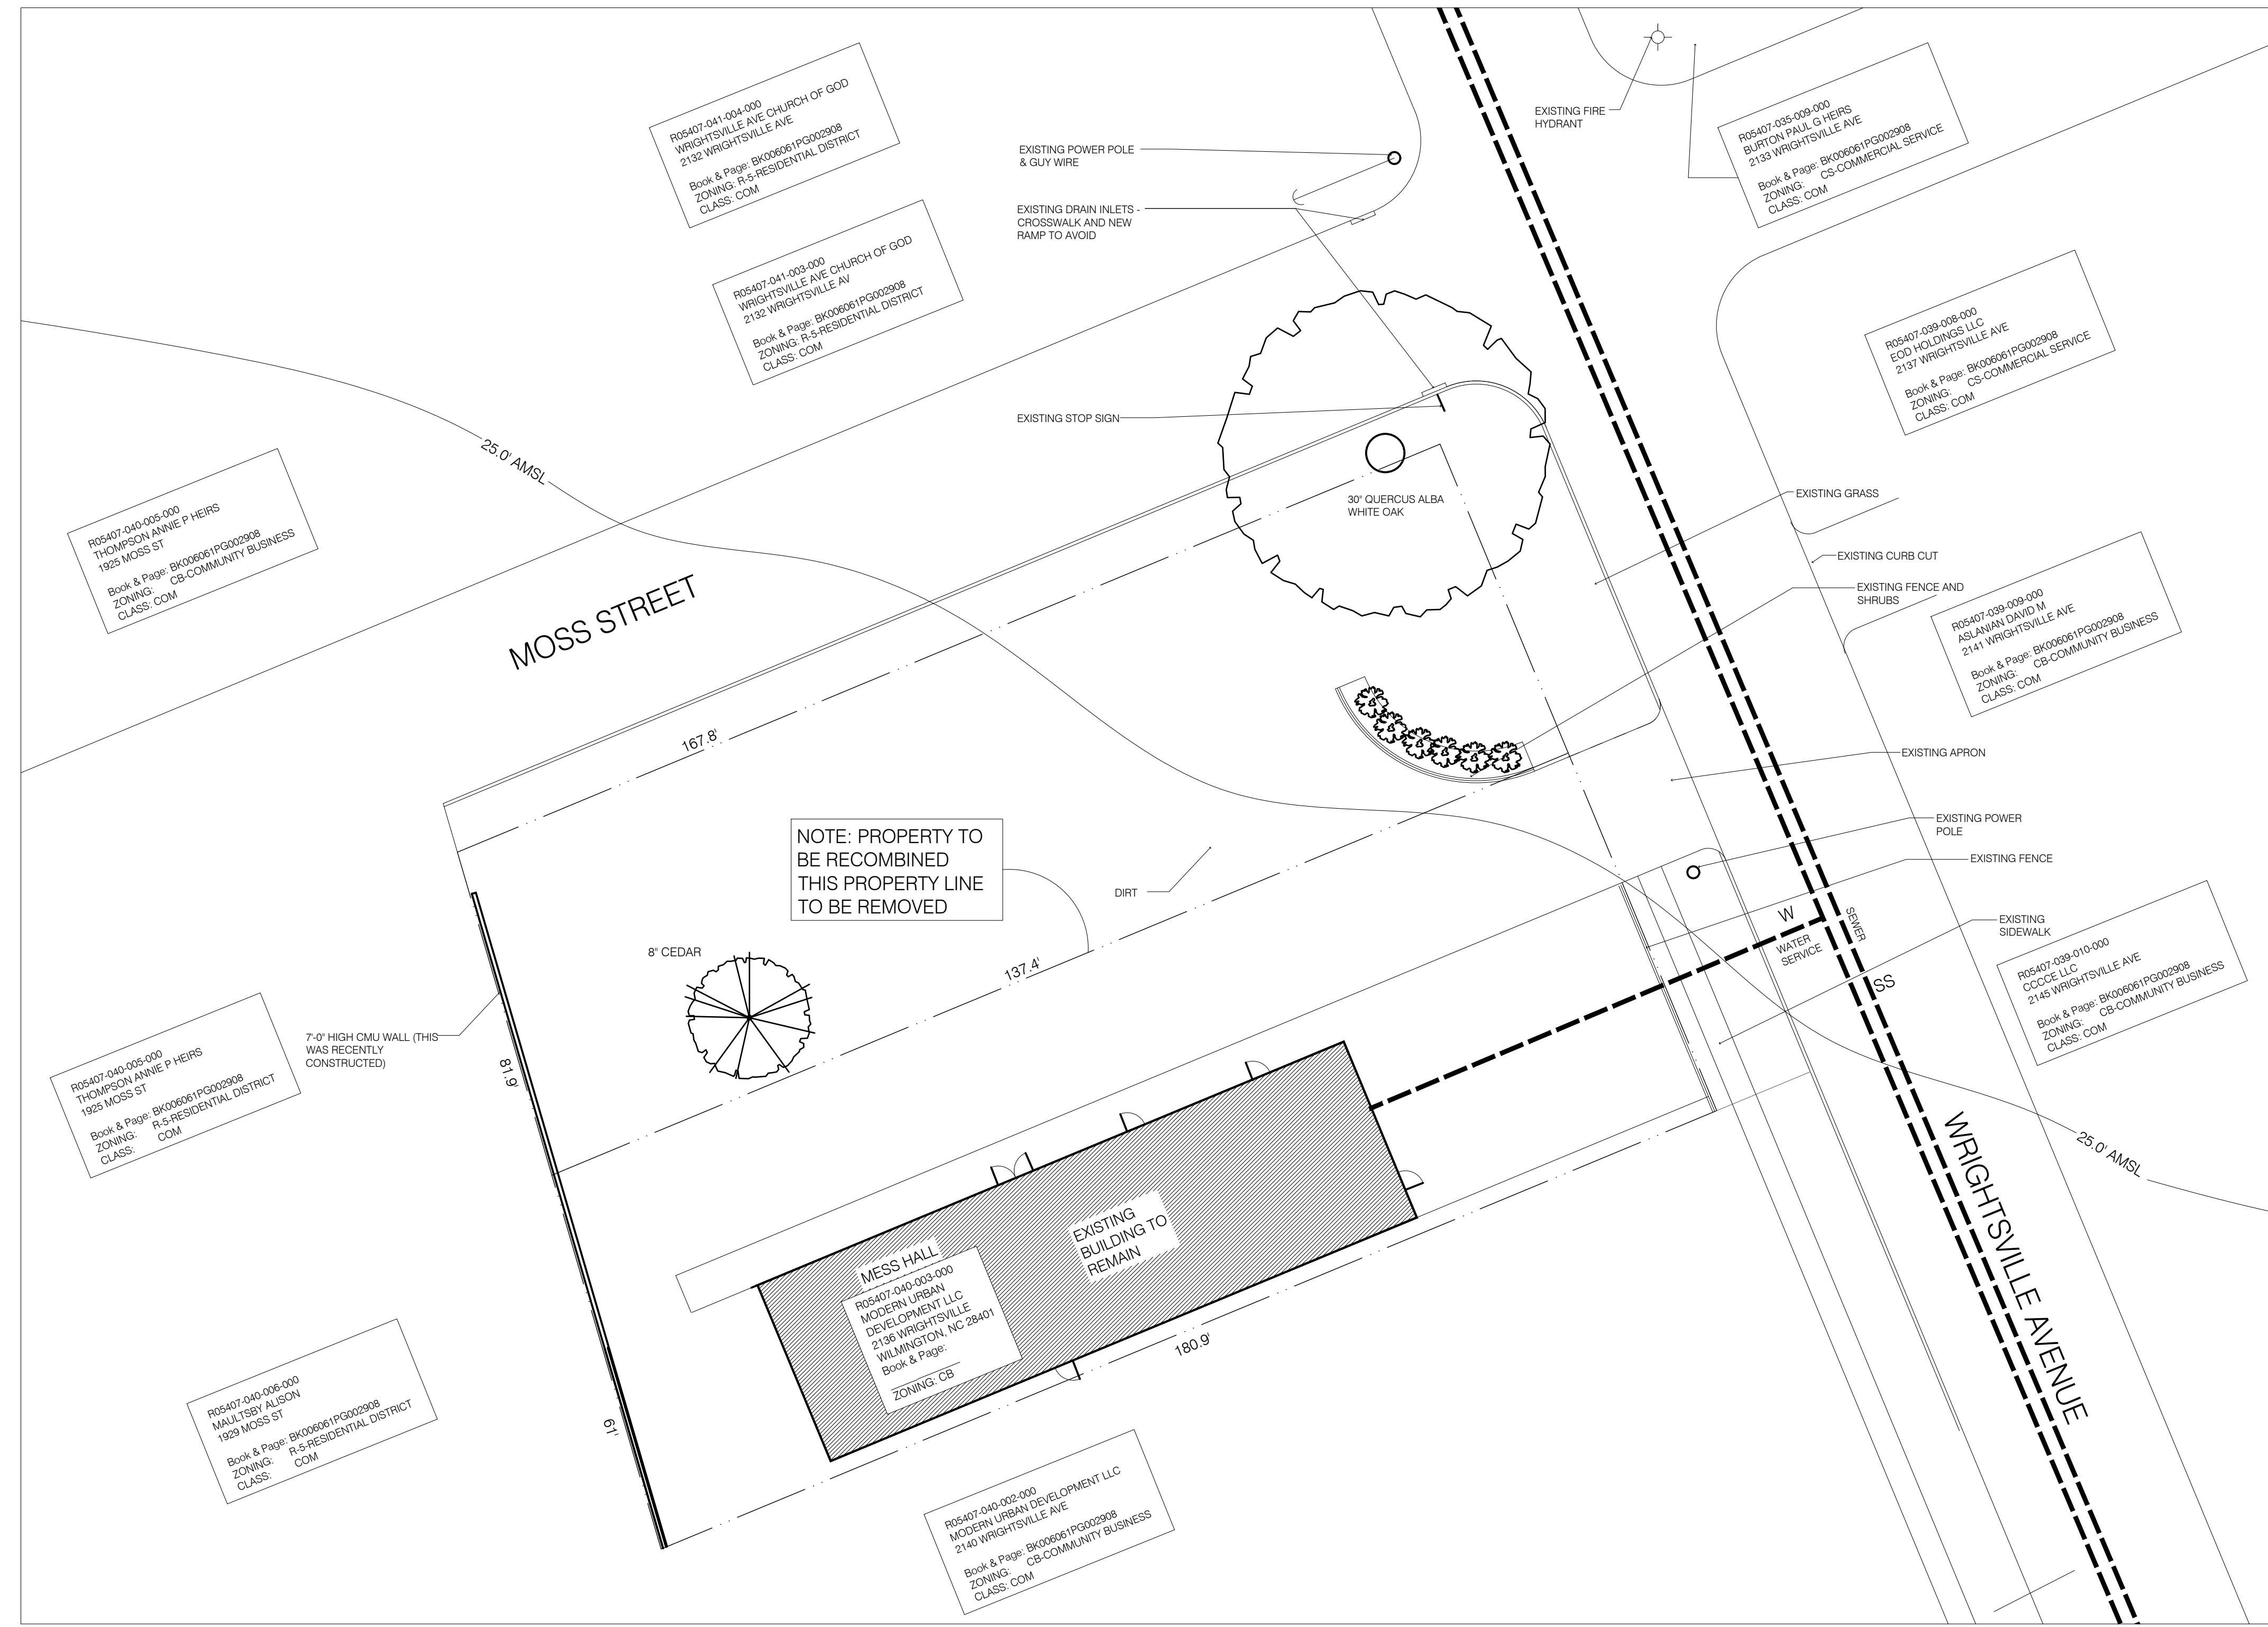 R05407-041-004-000
WRIGHTSVILLE AVE CHURCH OF GOD
2132 WRIGHTSVILLE AVE
Book & Page: BK006061PG002908
ZONING: R-5-RESIDENTIAL DISTRICT
CLASS: COM
R05407-041-003-000
WRIGHTSVILLE AVE CHURCH OF GOD
2132 WRIGHTSVILLE AV
Book & Page: BK006061PG002908
ZONING: R-5-RESIDENTIAL DISTRICT
CLASS: COM
EXISTING POWER POLE
& GUY WIRE
EXISTING DRAIN INLETS -
CROSSWALK AND NEW
RAMP TO AVOID
EXISTING STOP SIGN
EXISTING FIRE
HYDRANT
R05407-035-009-000
BURTON PAUL G HEIRS
2133 WRIGHTSVILLE AVE
Book & Page: BK006061PG002908
ZONING: CS-COMMERCIAL SERVICE
CLASS: COM
R05407-039-008-000
EOD HOLDINGS LLC
2137 WRIGHTSVILLE AVE
Book & Page: BK006061PG002908
ZONING: CS-COMMERCIAL SERVICE
CLASS: COM
25.0' AMSL
R05407-040-005-000
THOMPSON ANNIE P HEIRS
1925 MOSS ST
Book & Page: BK006061PG002908
ZONING: CB-COMMUNITY BUSINESS
CLASS: COM
MOSS STREET
30" QUERCUS ALBA
WHITE OAK
EXISTING GRASS
EXISTING CURB CUT
EXISTING FENCE AND
SHRUBS
R05407-039-009-000
ASLANIAN DAVID M
2141 WRIGHTSVILLE AVE
Book & Page: BK006061PG002908
ZONING: CB-COMMUNITY BUSINESS
CLASS: COM
167.8'
EXISTING APRON
EXISTING POWER
POLE
EXISTING FENCE
EXISTING
SIDEWALK
NOTE: PROPERTY TO
BE RECOMBINED
THIS PROPERTY LINE
TO BE REMOVED
DIRT
8" CEDAR
137.4'
W
WATER
SERVICE
SEWER
SS
R05407-039-010-000
CCCCE LLC
2145 WRIGHTSVILLE AVE
Book & Page: BK006061PG002908
ZONING: CB-COMMUNITY BUSINESS
CLASS: COM
7'-0" HIGH CMU WALL (THIS
WAS RECENTLY
CONSTRUCTED)
81.9'
R05407-040-005-000
THOMPSON ANNIE P HEIRS
1925 MOSS ST
Book & Page: BK006061PG002908
ZONING: R-5-RESIDENTIAL DISTRICT
CLASS: COM
25.0' AMSL
WRIGHTSVILLE AVENUE
EXISTING
BUILDING TO
REMAIN
MESS HALL
R05407-040-003-000
MODERN URBAN
DEVELOPMENT LLC
2136 WRIGHTSVILLE
WILMINGTON, NC 28401
Book & Page:
ZONING: CB
180.9'
61'
R05407-040-006-000
MAULTSBY ALISON
1929 MOSS ST
Book & Page: BK006061PG002908
ZONING: R-5-RESIDENTIAL DISTRICT
CLASS: COM
R05407-040-002-000
MODERN URBAN DEVELOPMENT LLC
2140 WRIGHTSVILLE AVE
Book & Page: BK006061PG002908
ZONING: CB-COMMUNITY BUSINESS
CLASS: COM